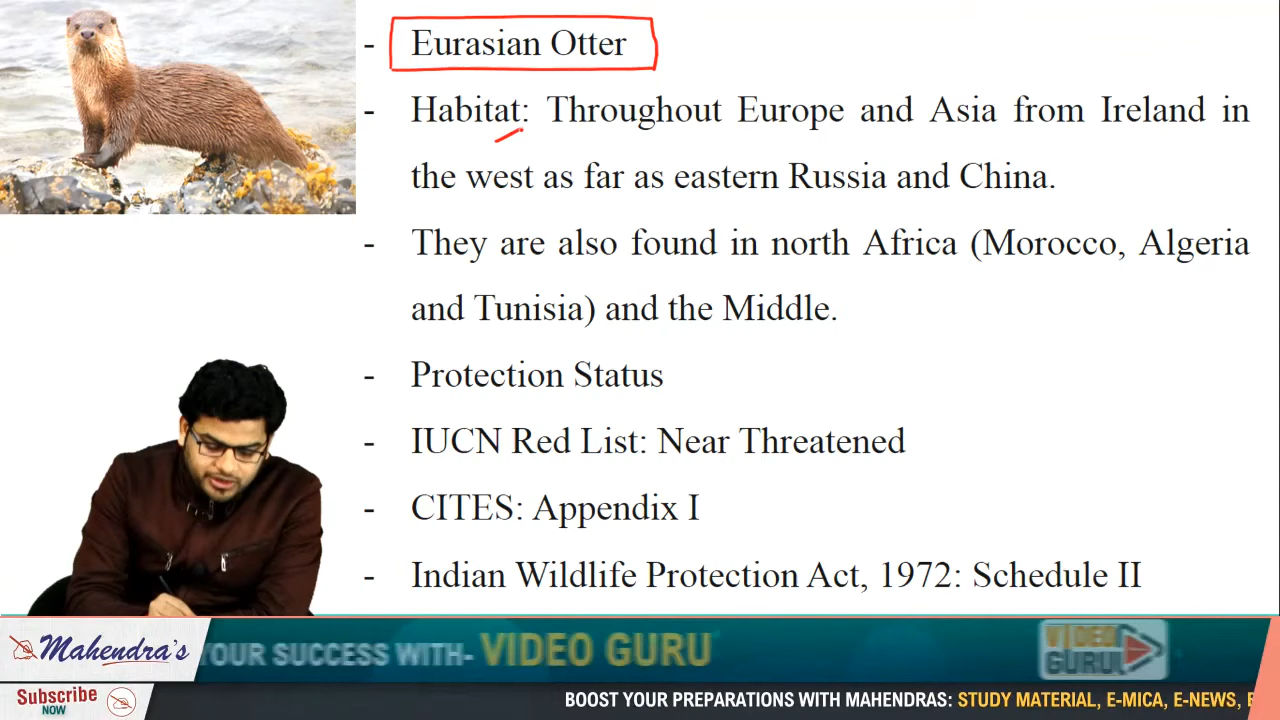 - Eurasian Otter
- Habitat: Throughout Europe and Asia from Ireland in
the west as far as eastern Russia and China.
- They are also found in north Africa (Morocco, Algeria
and Tunisia) and the Middle.
- Protection Status
- IUCN Red List: Near Threatened
- CITES: Appendix I
- Indian Wildlife Protection Act, 1972: Schedule II
Mahendra's
YOUR SUCCESS WITH- VIDEO GURU
VIDEO
GURU
Subscribe
NOW
BOOST YOUR PREPARATIONS WITH MAHENDRAS: STUDY MATERIAL, E-MICA, E-NEWS,